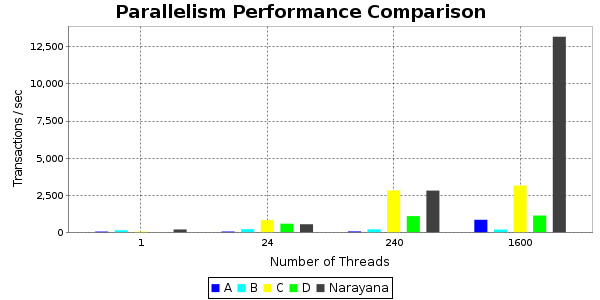 Parallelism Performance Comparison
Transactions / sec
12,500
10,000
7,500
5,000
2,500
0
1 24 240 1600
Number of Threads
A B C D Narayana